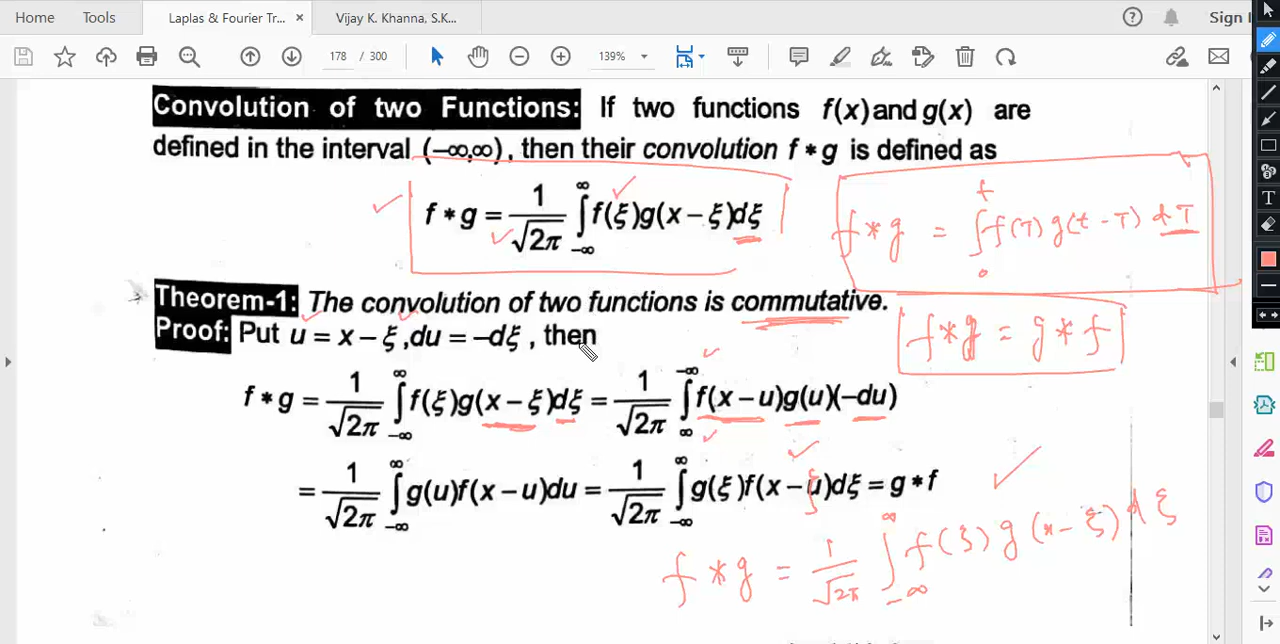 Home Tools Laplas & Fourier Tr... × Vijay K. Khanna, S.K... Sign I
178 / 300 139%
Convolution of two Functions: If two functions f(x) and g(x) are
defined in the interval (−∞,∞), then their convolution f * g is defined as
f * g = 1/√2π ∫_{−∞}^{∞} f(ξ)g(x − ξ)dξ
f * g = ∫_0^t f(T) g(t − T) dT
Theorem-1: The convolution of two functions is commutative.
Proof: Put u = x − ξ, du = −dξ, then
f * g = g * f
f * g = 1/√2π ∫_{−∞}^{∞} f(ξ)g(x − ξ)dξ = 1/√2π ∫_{∞}^{−∞} f(x − u)g(u)(−du)
= 1/√2π ∫_{−∞}^{∞} g(u)f(x − u)du = 1/√2π ∫_{−∞}^{∞} g(ξ)f(x − u)dξ = g * f
ξ
f * g = 1/√2π ∫_{−∞}^{∞} f(ξ) g(x − ξ) dξ